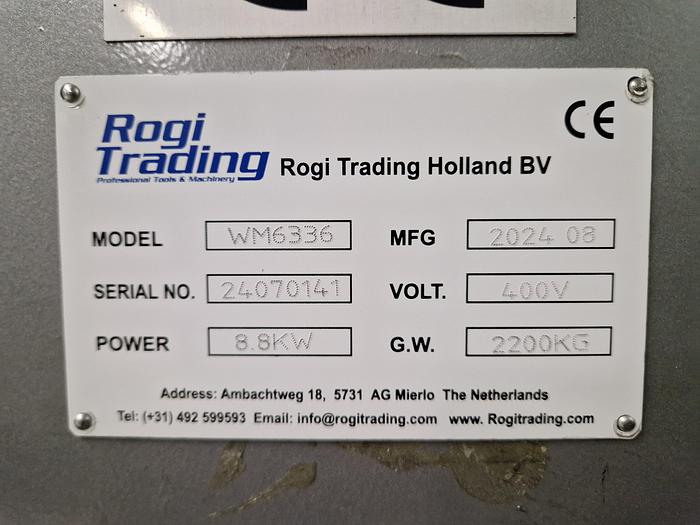 CE
Rogi
Trading
Professional Tools & Machinery
Rogi Trading Holland BV
MODEL WM6336 MFG 2024 08
SERIAL NO. 24070141 VOLT. 400V
POWER 8.8KW G.W. 2200KG
Address: Ambachtweg 18, 5731 AG Mierlo The Netherlands
Tel: (+31) 492 599593 Email: info@rogitrading.com www. Rogitrading.com